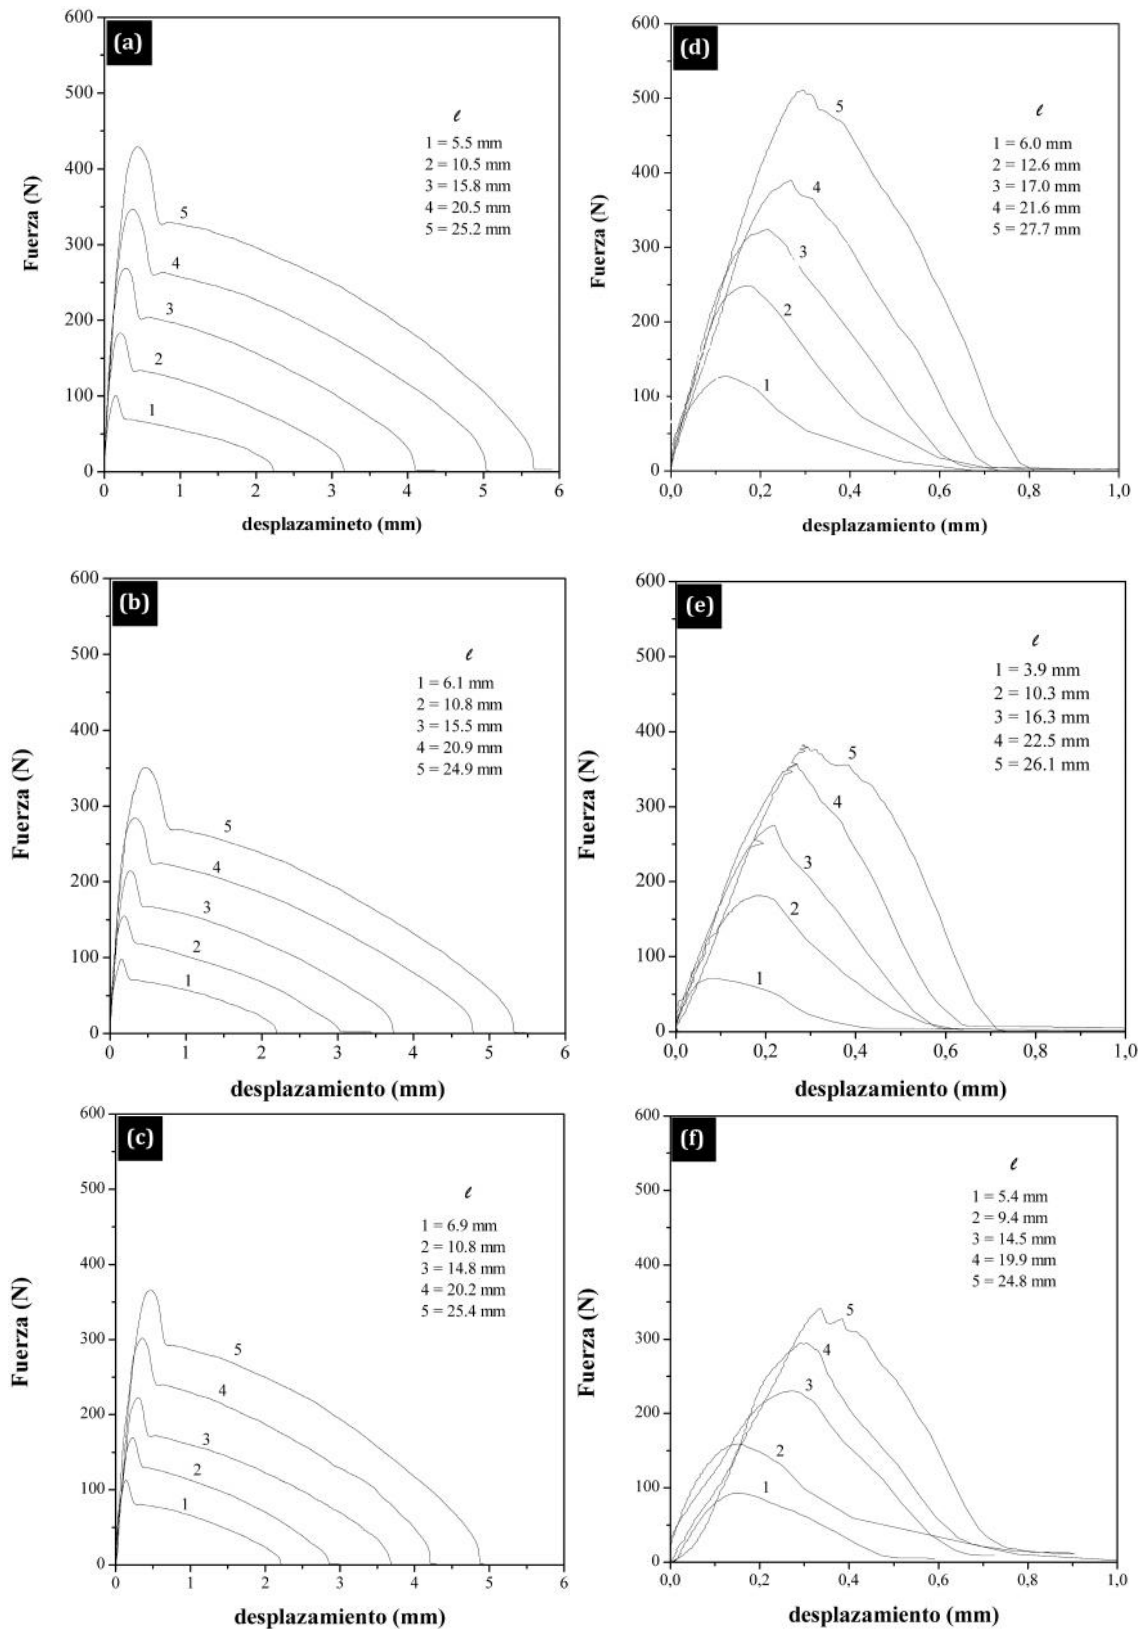 (a)
600
500
400
300
200
100
0
Fuerza (N)
ℓ
1 = 5.5 mm
2 = 10.5 mm
3 = 15.8 mm
4 = 20.5 mm
5 = 25.2 mm
5
4
3
2
1
0 1 2 3 4 5 6
desplazamineto (mm)
(d)
600
500
400
300
200
100
0
Fuerza (N)
ℓ
1 = 6.0 mm
2 = 12.6 mm
3 = 17.0 mm
4 = 21.6 mm
5 = 27.7 mm
5
4
3
2
1
0,0 0,2 0,4 0,6 0,8 1,0
desplazamiento (mm)
(b)
600
500
400
300
200
100
0
Fuerza (N)
ℓ
1 = 6.1 mm
2 = 10.8 mm
3 = 15.5 mm
4 = 20.9 mm
5 = 24.9 mm
5
4
3
2
1
0 1 2 3 4 5 6
desplazamiento (mm)
(e)
600
500
400
300
200
100
0
Fuerza (N)
ℓ
1 = 3.9 mm
2 = 10.3 mm
3 = 16.3 mm
4 = 22.5 mm
5 = 26.1 mm
5
4
3
2
1
0,0 0,2 0,4 0,6 0,8 1,0
desplazamiento (mm)
(c)
600
500
400
300
200
100
0
Fuerza (N)
ℓ
1 = 6.9 mm
2 = 10.8 mm
3 = 14.8 mm
4 = 20.2 mm
5 = 25.4 mm
5
4
3
2
1
0 1 2 3 4 5 6
desplazamiento (mm)
(f)
600
500
400
300
200
100
0
Fuerza (N)
ℓ
1 = 5.4 mm
2 = 9.4 mm
3 = 14.5 mm
4 = 19.9 mm
5 = 24.8 mm
5
4
3
2
1
0,0 0,2 0,4 0,6 0,8 1,0
desplazamiento (mm)